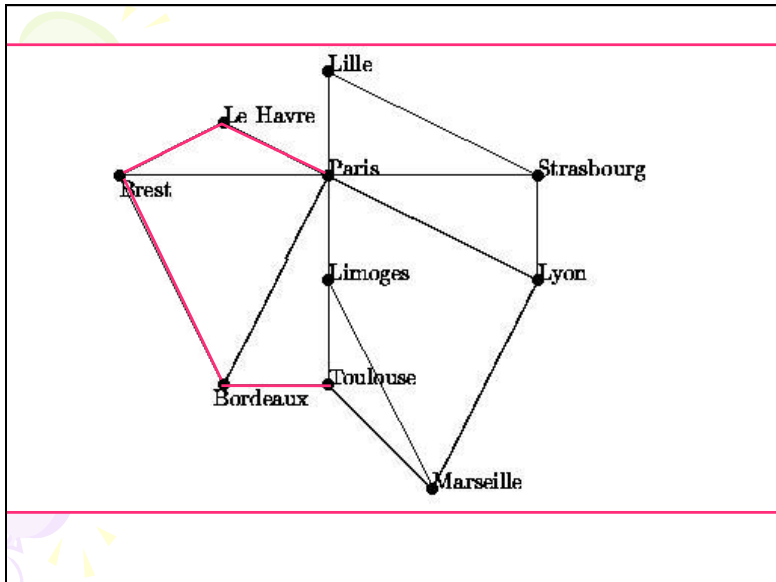 Lille
Le Havre
Paris
Strasbourg
Brest
Limoges
Lyon
Toulouse
Bordeaux
Marseille